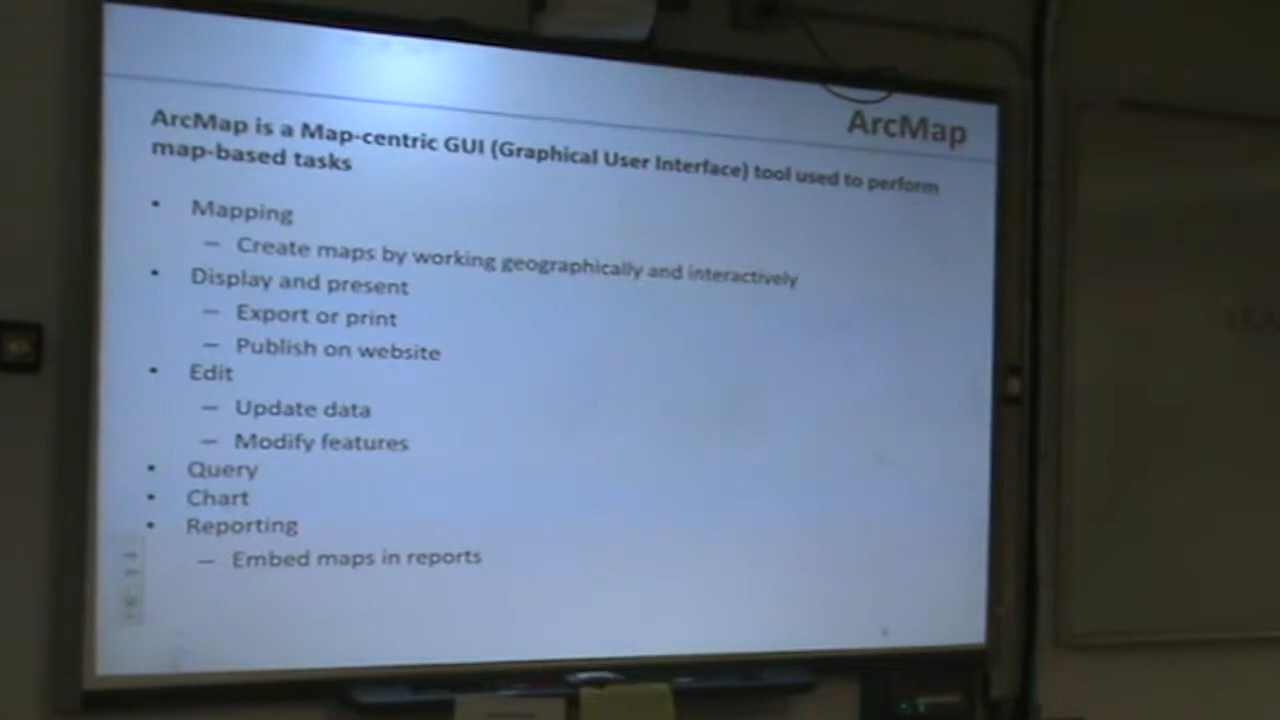 ArcMap
ArcMap is a Map-centric GUI (Graphical User Interface) tool used to perform
map-based tasks
• Mapping
– Create maps by working geographically and interactively
• Display and present
– Export or print
– Publish on website
• Edit
– Update data
– Modify features
• Query
• Chart
• Reporting
– Embed maps in reports